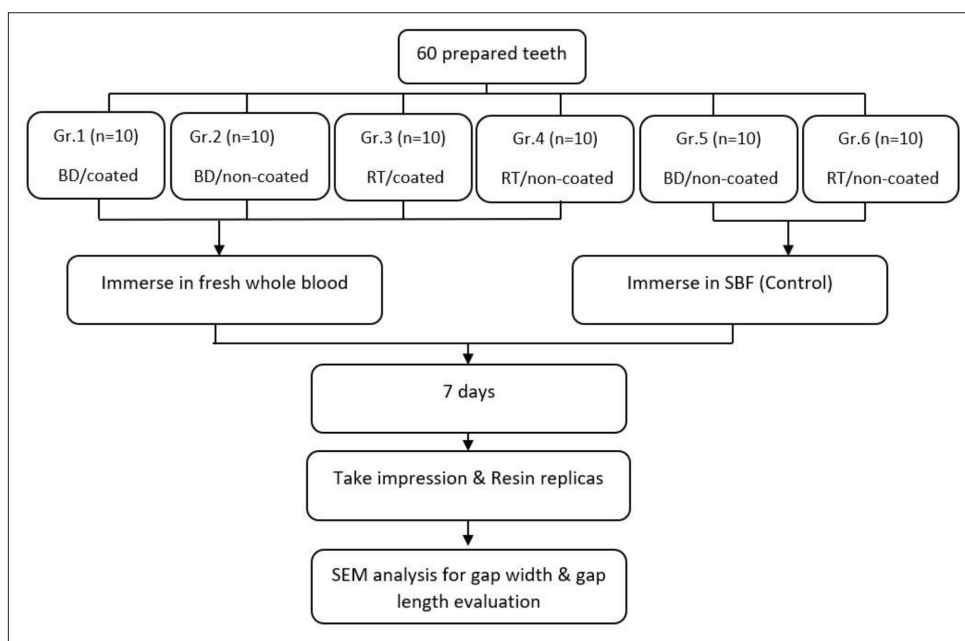 60 prepared teeth
Gr.1 (n=10)
BD/coated
Gr.2 (n=10)
BD/non-coated
Gr.3 (n=10)
RT/coated
Gr.4 (n=10)
RT/non-coated
Gr.5 (n=10)
BD/non-coated
Gr.6 (n=10)
RT/non-coated
Immerse in fresh whole blood
Immerse in SBF (Control)
7 days
Take impression & Resin replicas
SEM analysis for gap width & gap
length evaluation